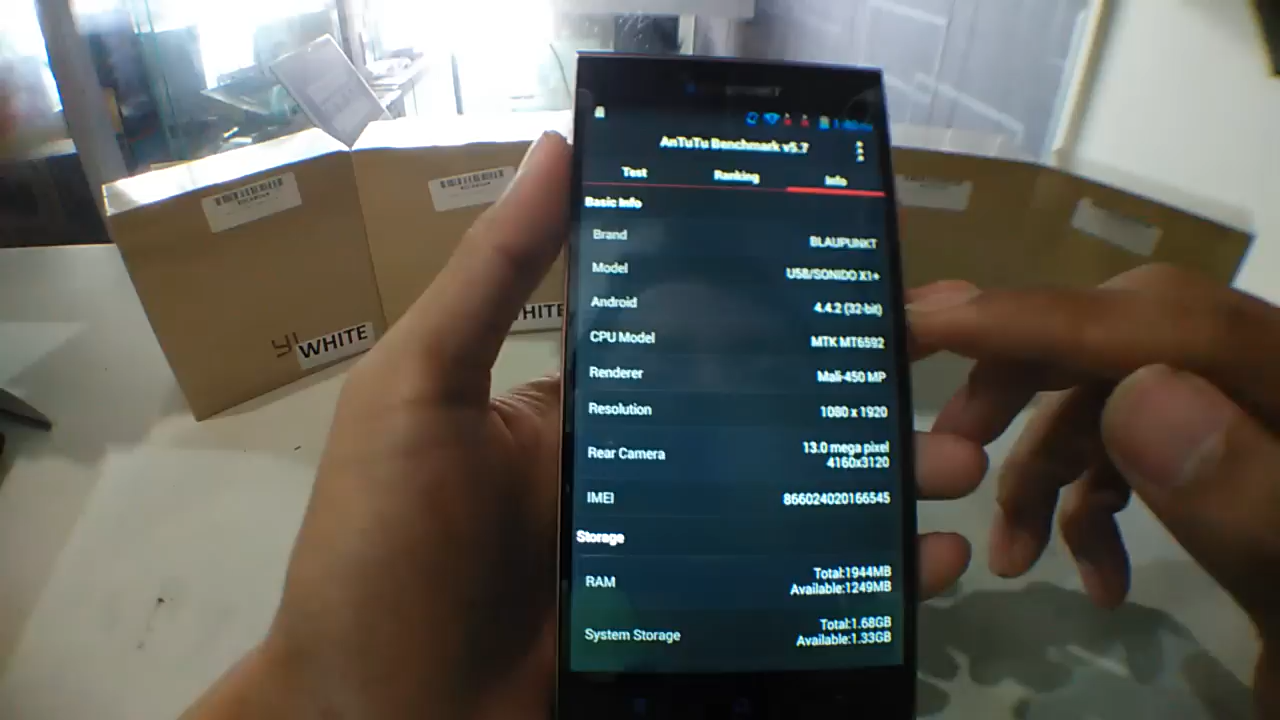 AnTuTu Benchmark v5.7
Test Ranking Info
Basic Info
Brand BLAUPUNKT
Model U58/SONIDO X1+
Android 4.4.2 (32-bit)
CPU Model MTK MT6592
Renderer Mali-450 MP
Resolution 1080 x 1920
Rear Camera 13.0 mega pixel
4160x3120
IMEI 866024020166545
Storage
RAM Total:1944MB
Available:1249MB
System Storage Total:1.68GB
Available:1.33GB
YI WHITE
WHITE